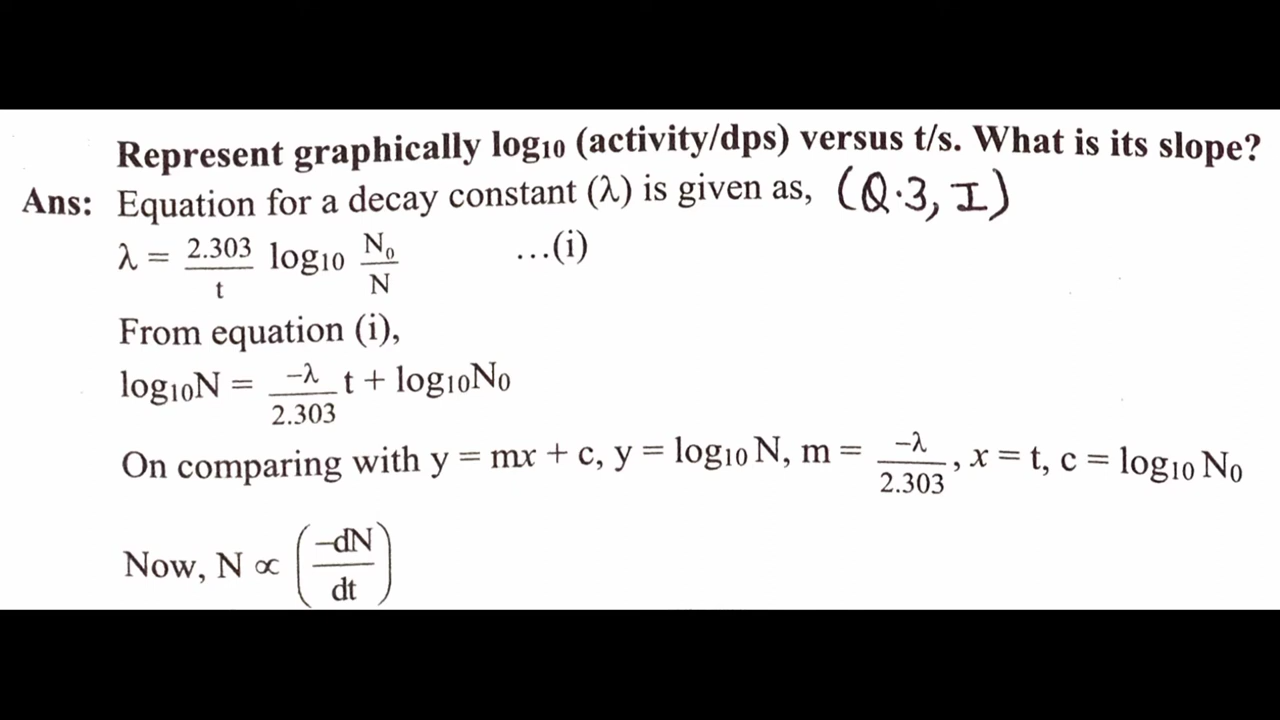 Represent graphically log₁₀ (activity/dps) versus t/s. What is its slope?
Ans: Equation for a decay constant (λ) is given as, (Q.3, I)
λ = 2.303/t log₁₀ N₀/N ...(i)
From equation (i),
log₁₀N = –λ/2.303 t + log₁₀N₀
On comparing with y = mx + c, y = log₁₀ N, m = –λ/2.303, x = t, c = log₁₀ N₀
Now, N ∝ (–dN/dt)